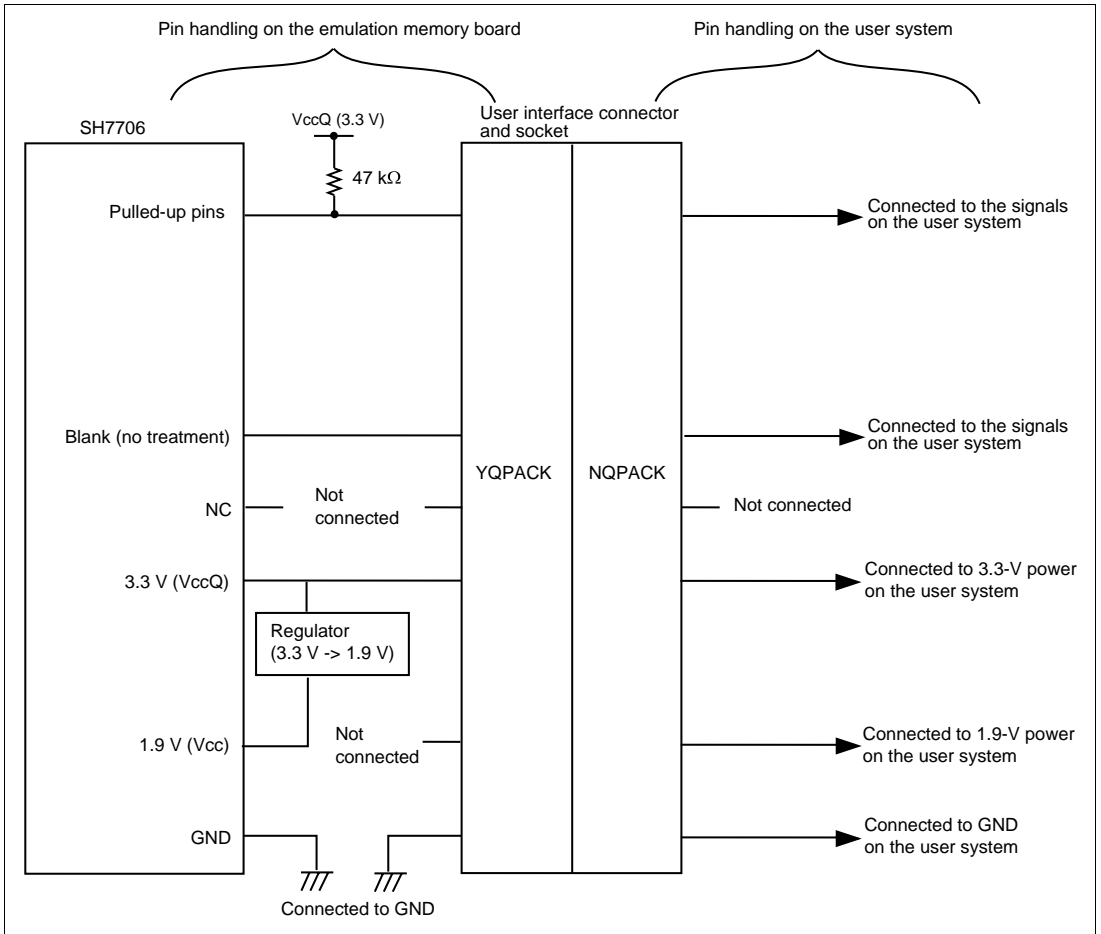 Pin handling on the emulation memory board
Pin handling on the user system
SH7706
VccQ (3.3 V)
User interface connector
and socket
47 kΩ
Pulled-up pins
Connected to the signals
on the user system
Blank (no treatment)
Connected to the signals
on the user system
YQPACK
NQPACK
NC
Not
connected
Not connected
3.3 V (VccQ)
Connected to 3.3-V power
on the user system
Regulator
(3.3 V -> 1.9 V)
1.9 V (Vcc)
Not
connected
Connected to 1.9-V power
on the user system
GND
Connected to GND
on the user system
Connected to GND